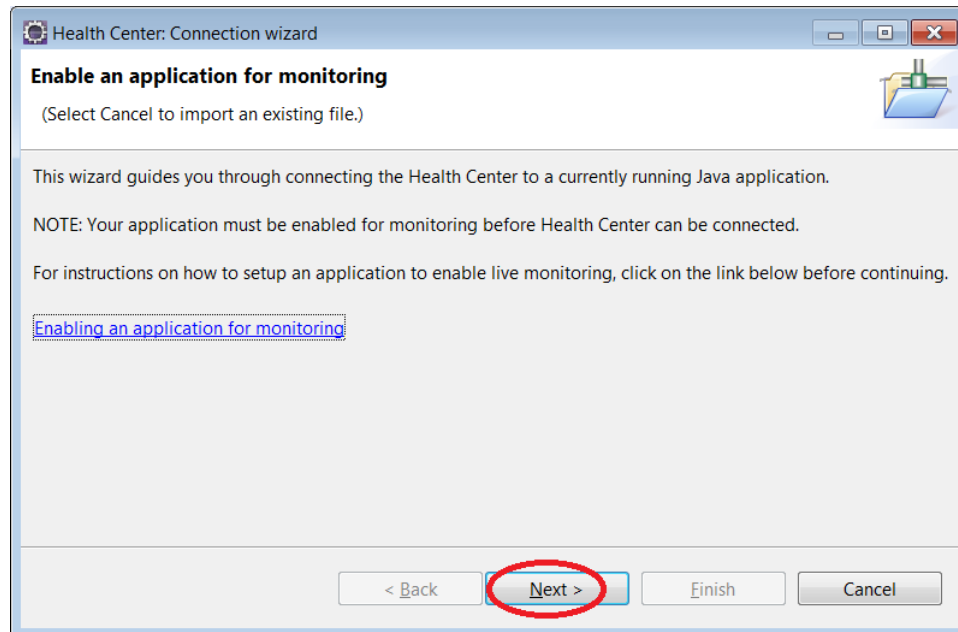 Health Center: Connection wizard
Enable an application for monitoring
(Select Cancel to import an existing file.)
This wizard guides you through connecting the Health Center to a currently running Java application.
NOTE: Your application must be enabled for monitoring before Health Center can be connected.
For instructions on how to setup an application to enable live monitoring, click on the link below before continuing.
Enabling an application for monitoring
< Back Next > Finish Cancel